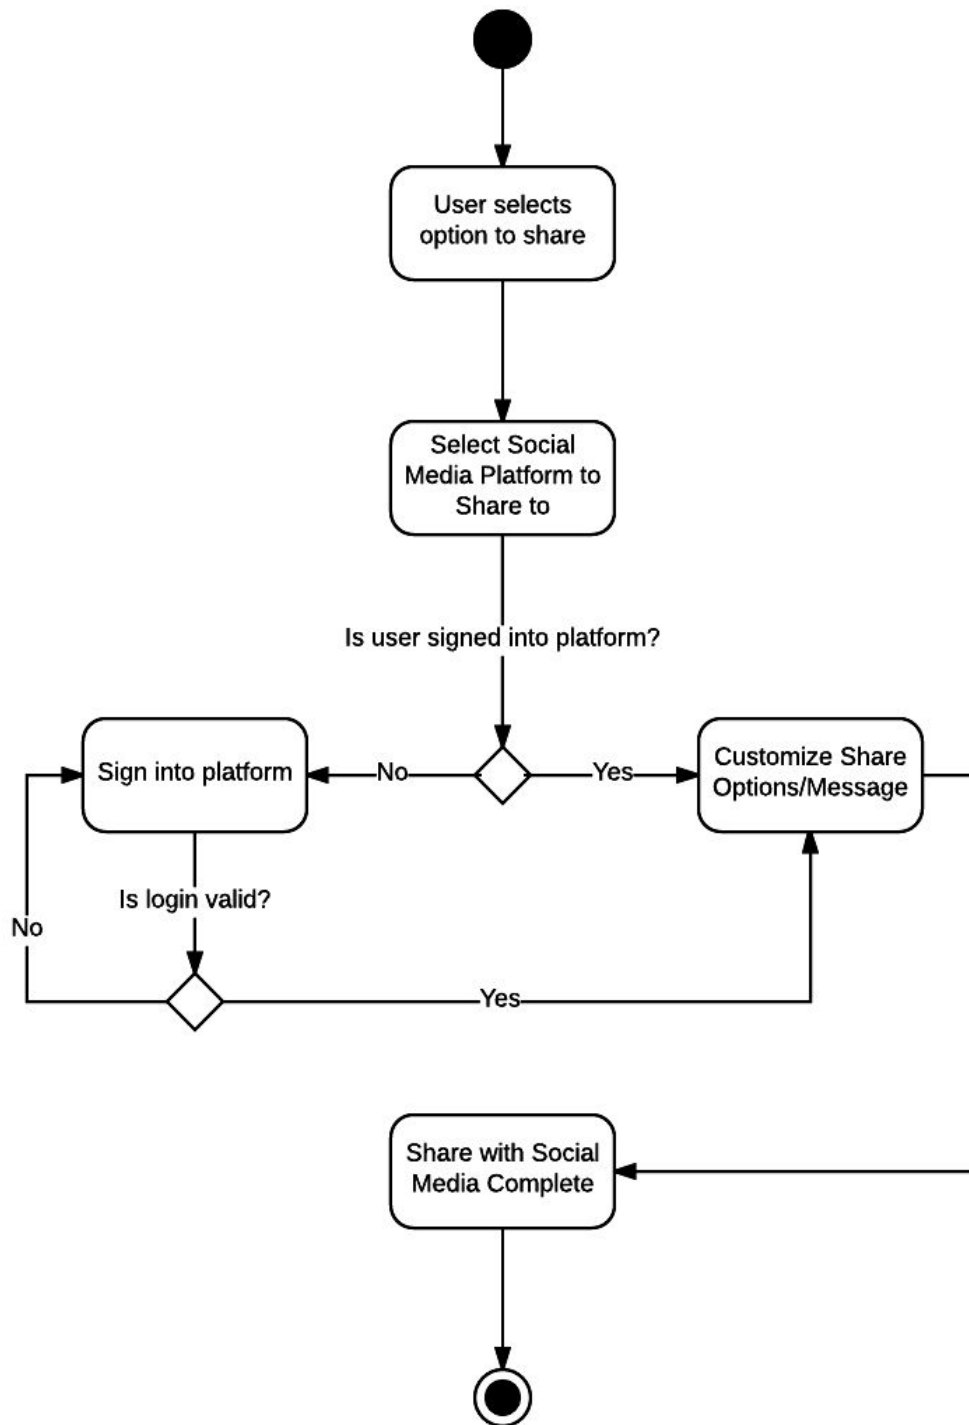 User selects
option to share
Select Social
Media Platform to
Share to
Is user signed into platform?
Sign into platform
No
Yes
Customize Share
Options/Message
Is login valid?
No
Yes
Share with Social
Media Complete